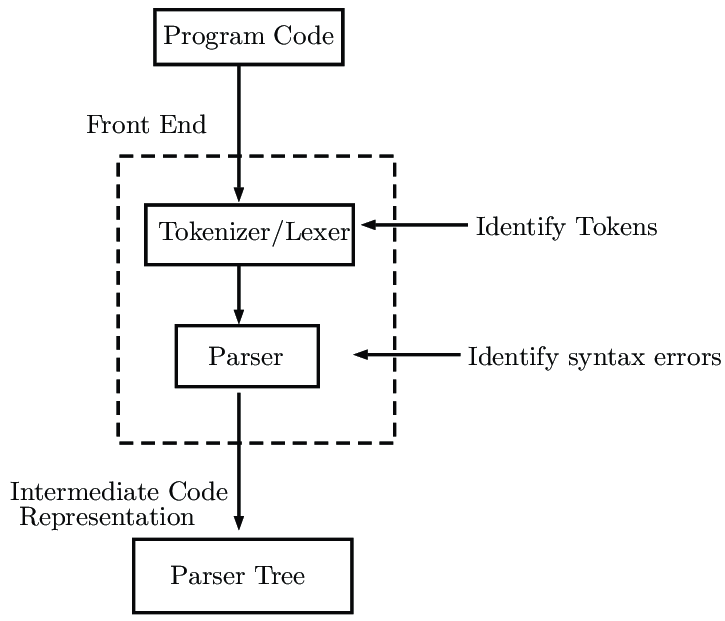 Program Code
Front End
Tokenizer/Lexer
Identify Tokens
Parser
Identify syntax errors
Intermediate Code
Representation
Parser Tree